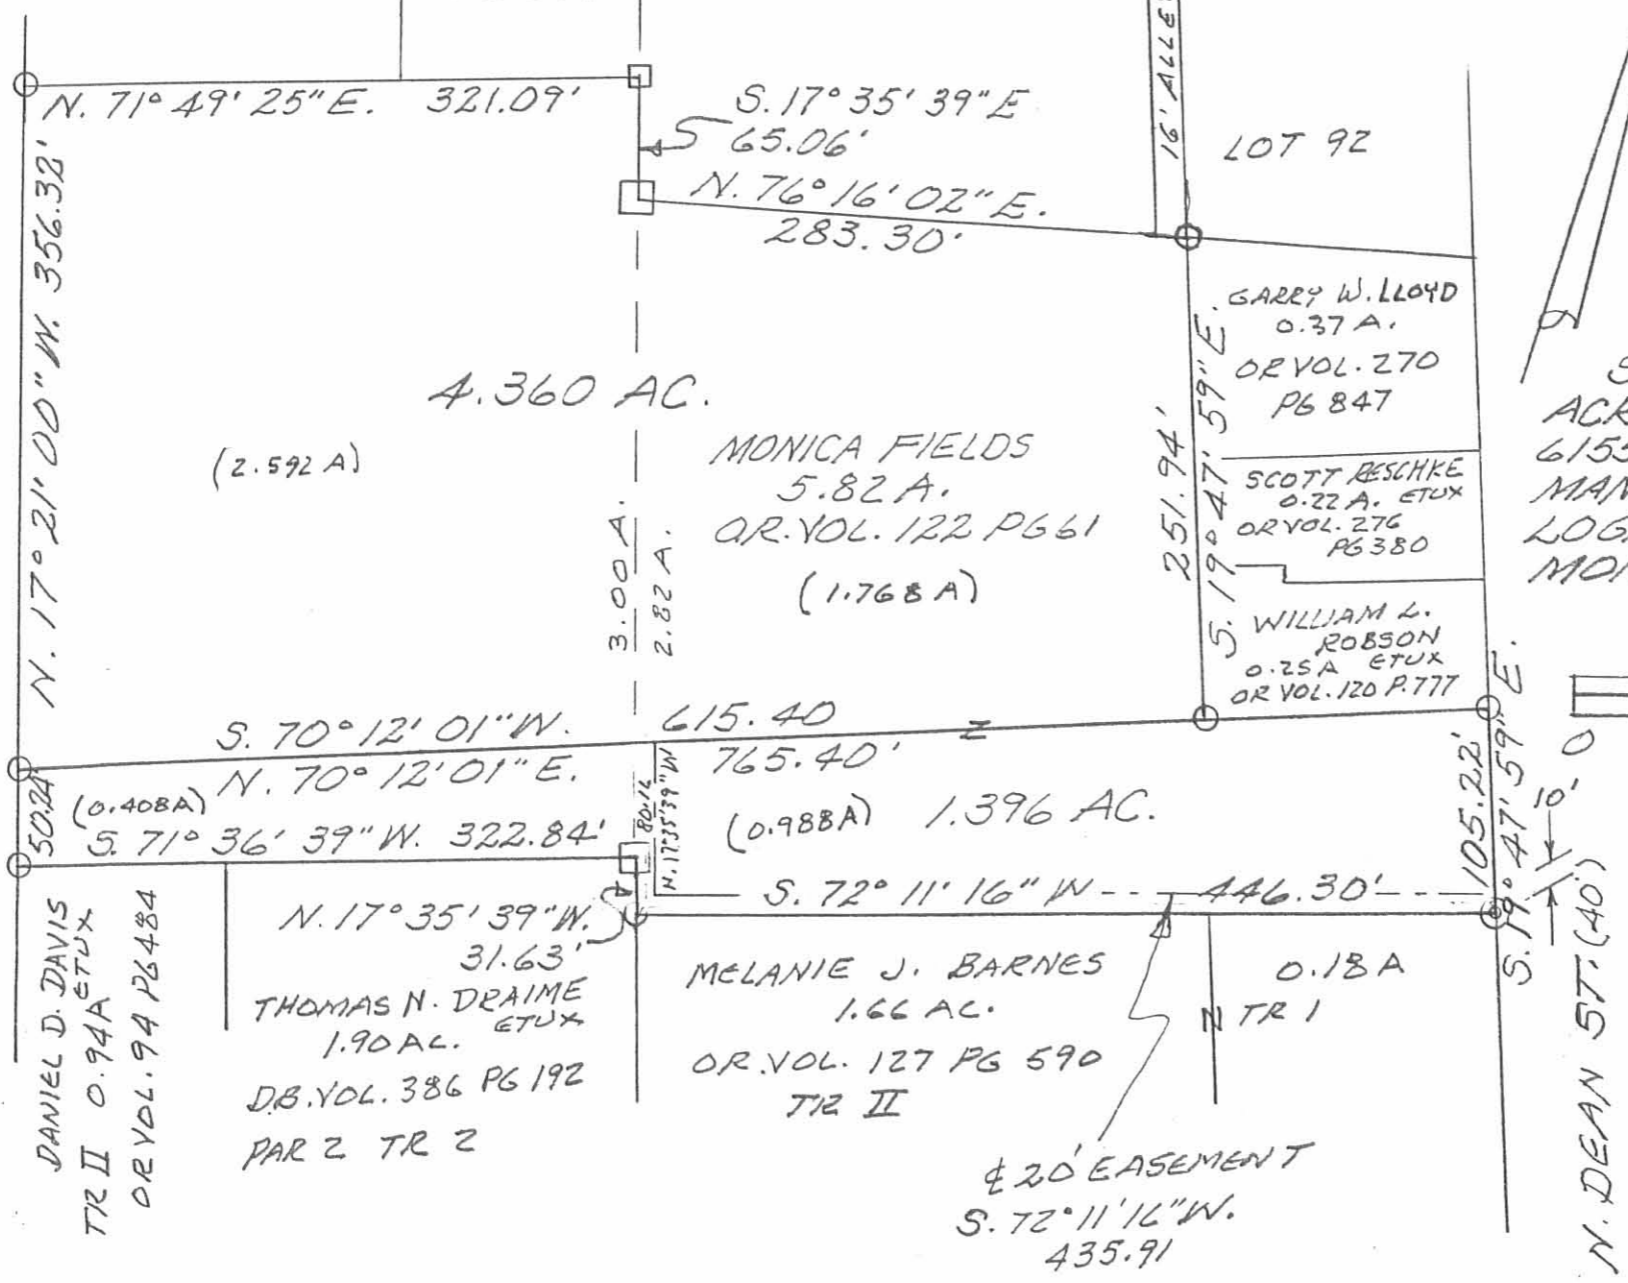 N. 71° 49' 25" E. 321.09'
S. 17° 35' 39" E
65.06'
N. 76° 16' 02" E.
283.30'
LOT 92
N. 17° 21' 00" W. 356.32'
4.360 AC.
(2.592 A)
MONICA FIELDS
5.82 A.
OR. VOL. 122 PG 61
(1.768 A)
3.00 A.
2.82 A.
251.94'
S. 19° 47' 59" E.
GARRY W. LLOYD
0.37 A.
OR VOL. 270
PG 847
SCOTT RESCHKE
0.22 A. ETUX
OR VOL. 276
PG 380
WILLIAM L.
ROBSON
0.25A ETUX
OR VOL. 120 P. 777
6155
S. 70° 12' 01" W. 615.40
N. 70° 12' 01" E. 765.40'
50.24
(0.408A)
S. 71° 36' 39" W. 322.84'
80.16
N. 17° 35' 39" W
(0.988A) 1.396 AC.
105.22'
S. 19° 47' 59" E.
10'
S. 72° 11' 16" W 446.30'
N. 17° 35' 39" W.
31.63'
DANIEL D. DAVIS
ETUX
TR II 0.94A
OR VOL. 94 PG 484
THOMAS N. DRAIME
ETUX
1.90 AC.
D.B. VOL. 386 PG 192
PAR 2 TR 2
MELANIE J. BARNES
1.66 AC.
OR. VOL. 127 PG 590
TR II
0.18 A
TR 1
℄ 20' EASEMENT
S. 72° 11' 16" W.
435.91
N. DEAN ST. (40')